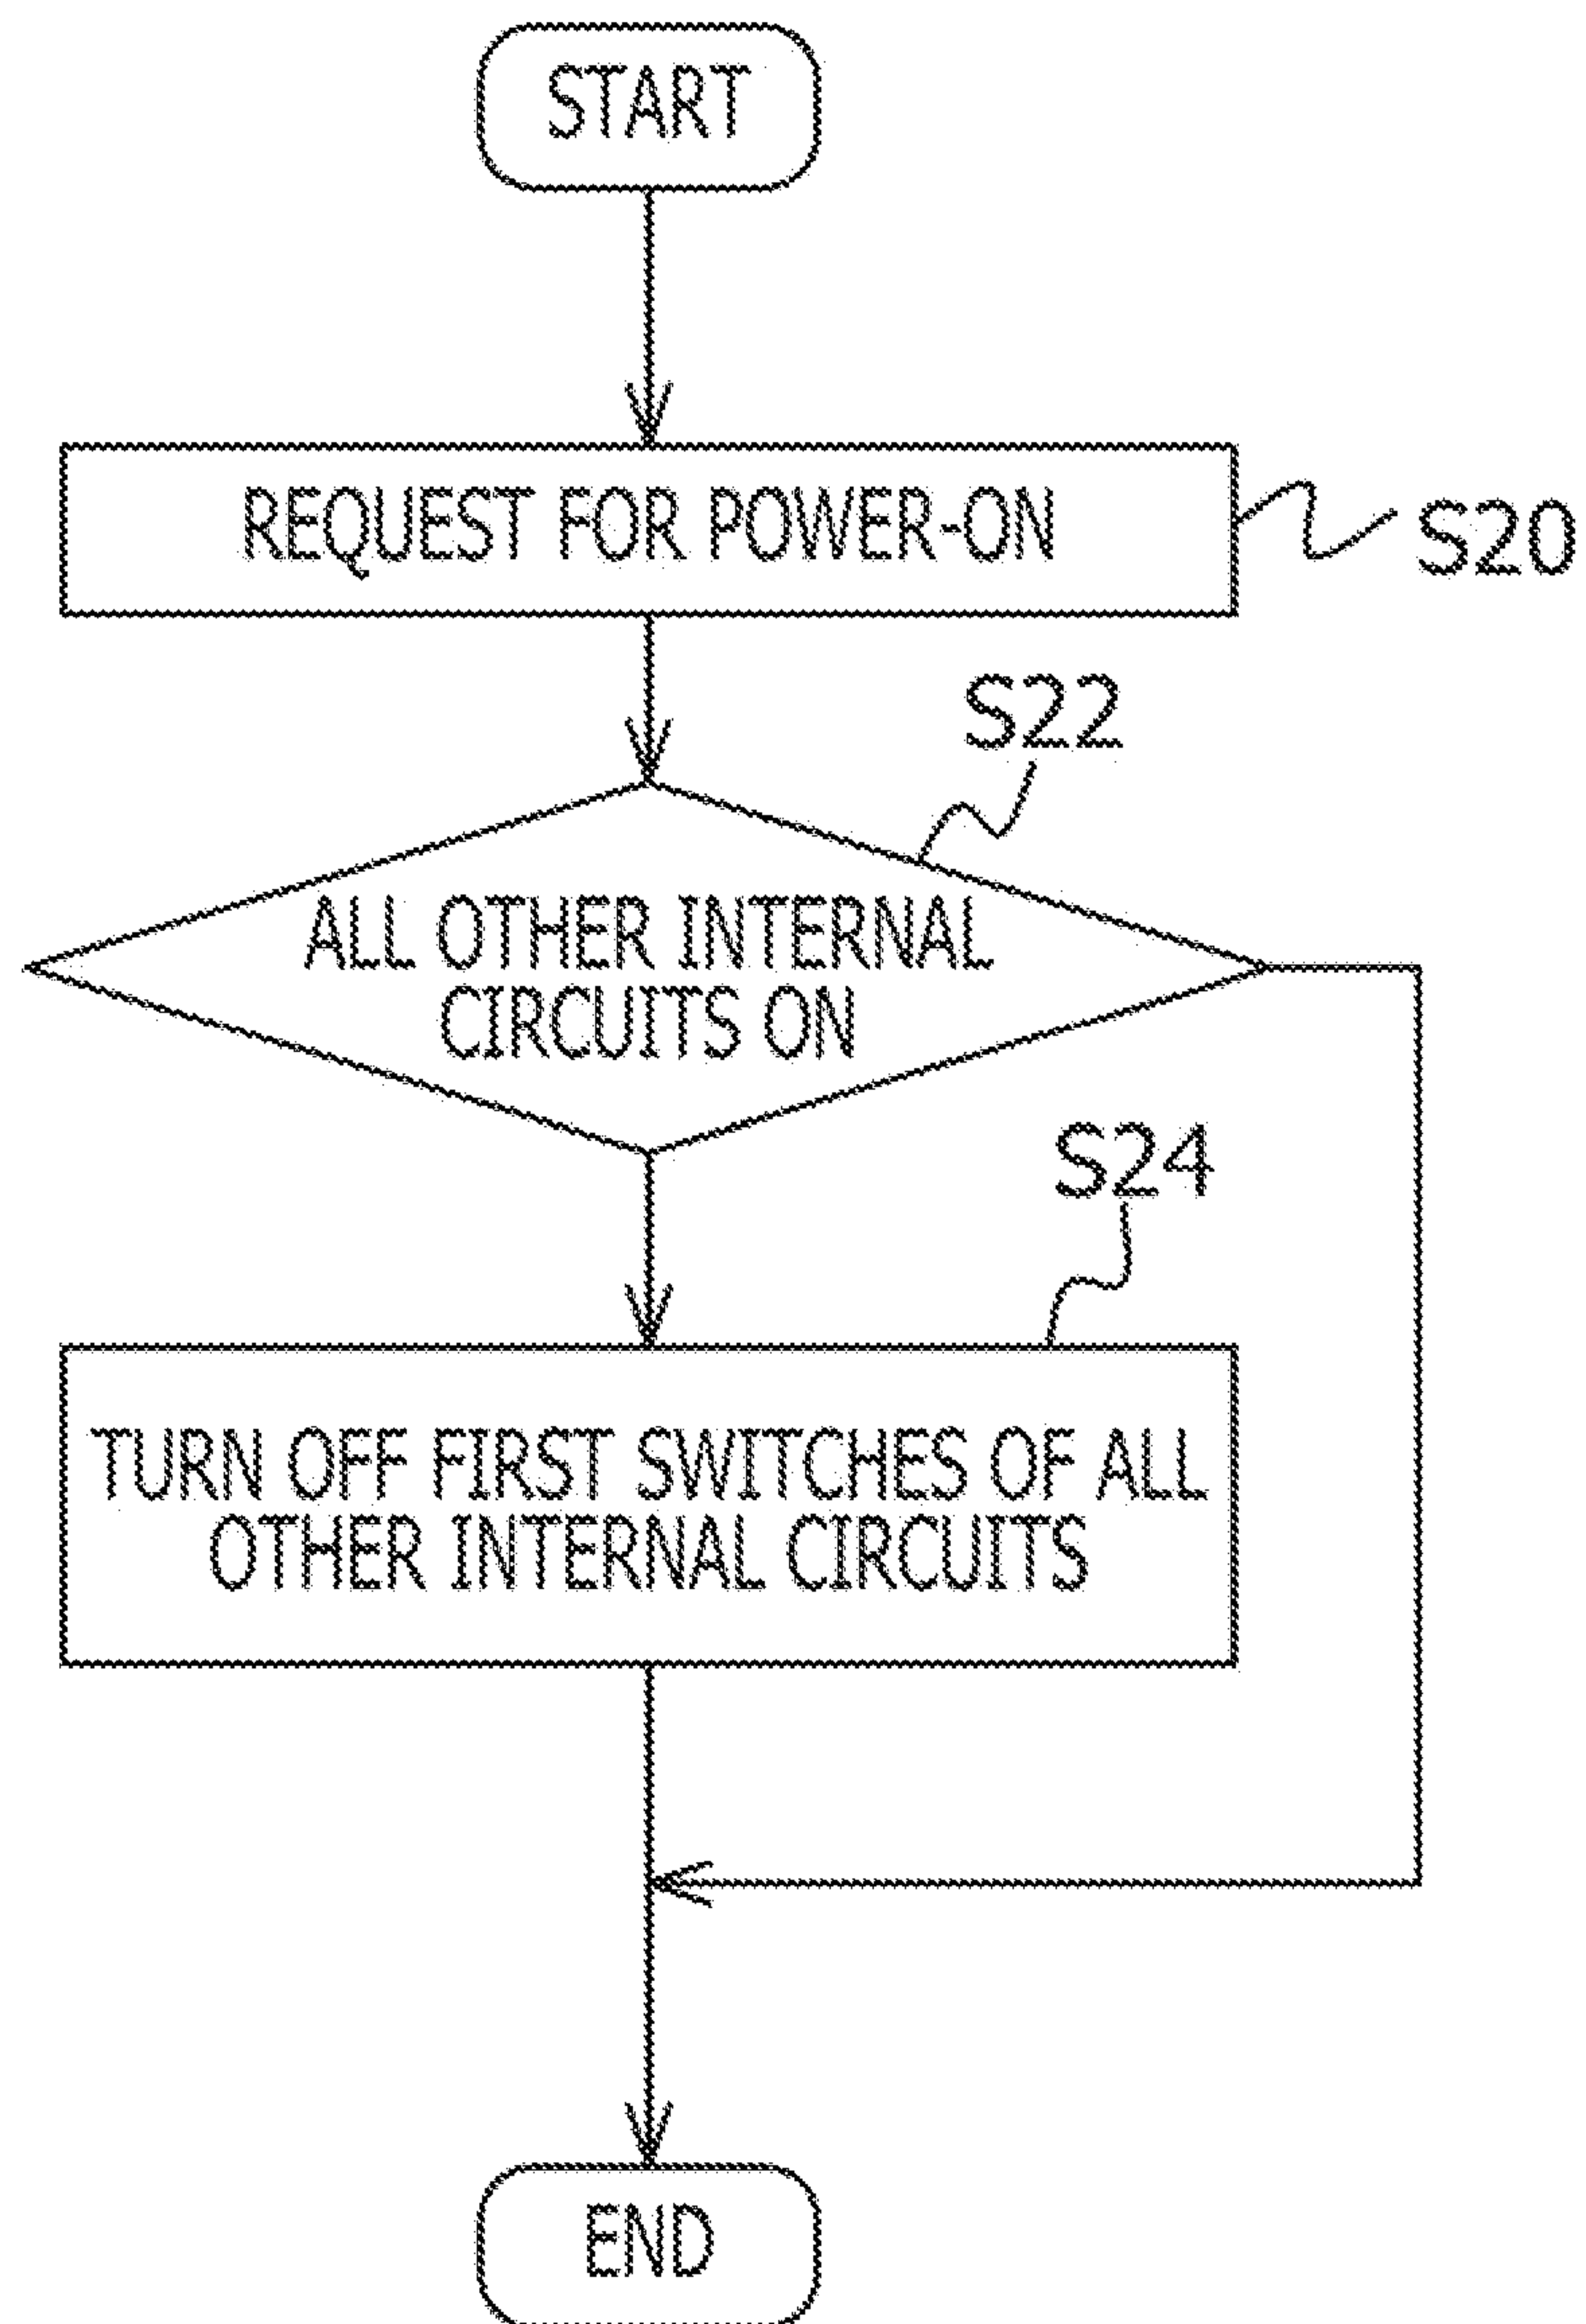 START
REQUEST FOR POWER-ON
S20
S22
ALL OTHER INTERNAL
CIRCUITS ON
S24
TURN OFF FIRST SWITCHES OF ALL
OTHER INTERNAL CIRCUITS
END